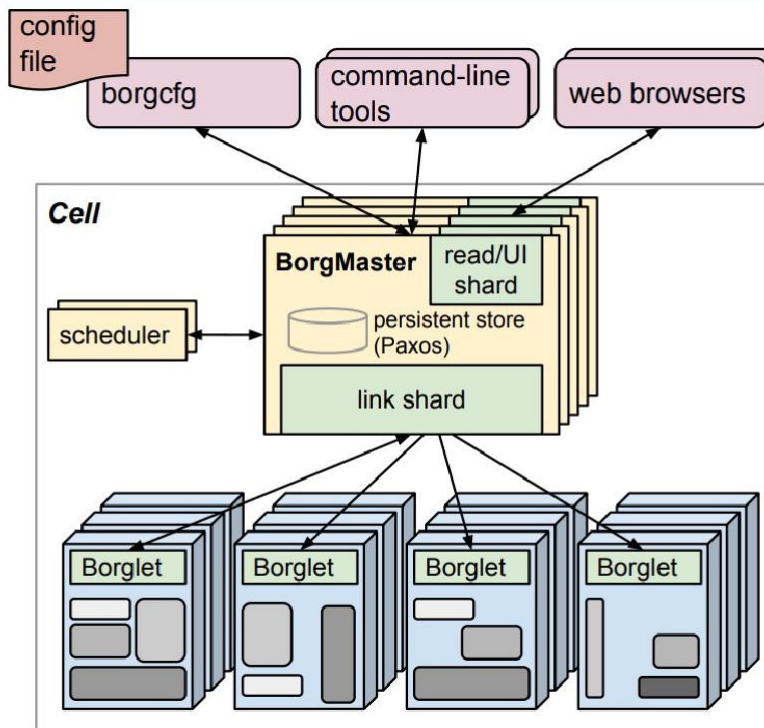 config
file
borgcfg
command-line
tools
web browsers
Cell
BorgMaster
read/UI
shard
scheduler
persistent store
(Paxos)
link shard
Borglet
Borglet
Borglet
Borglet